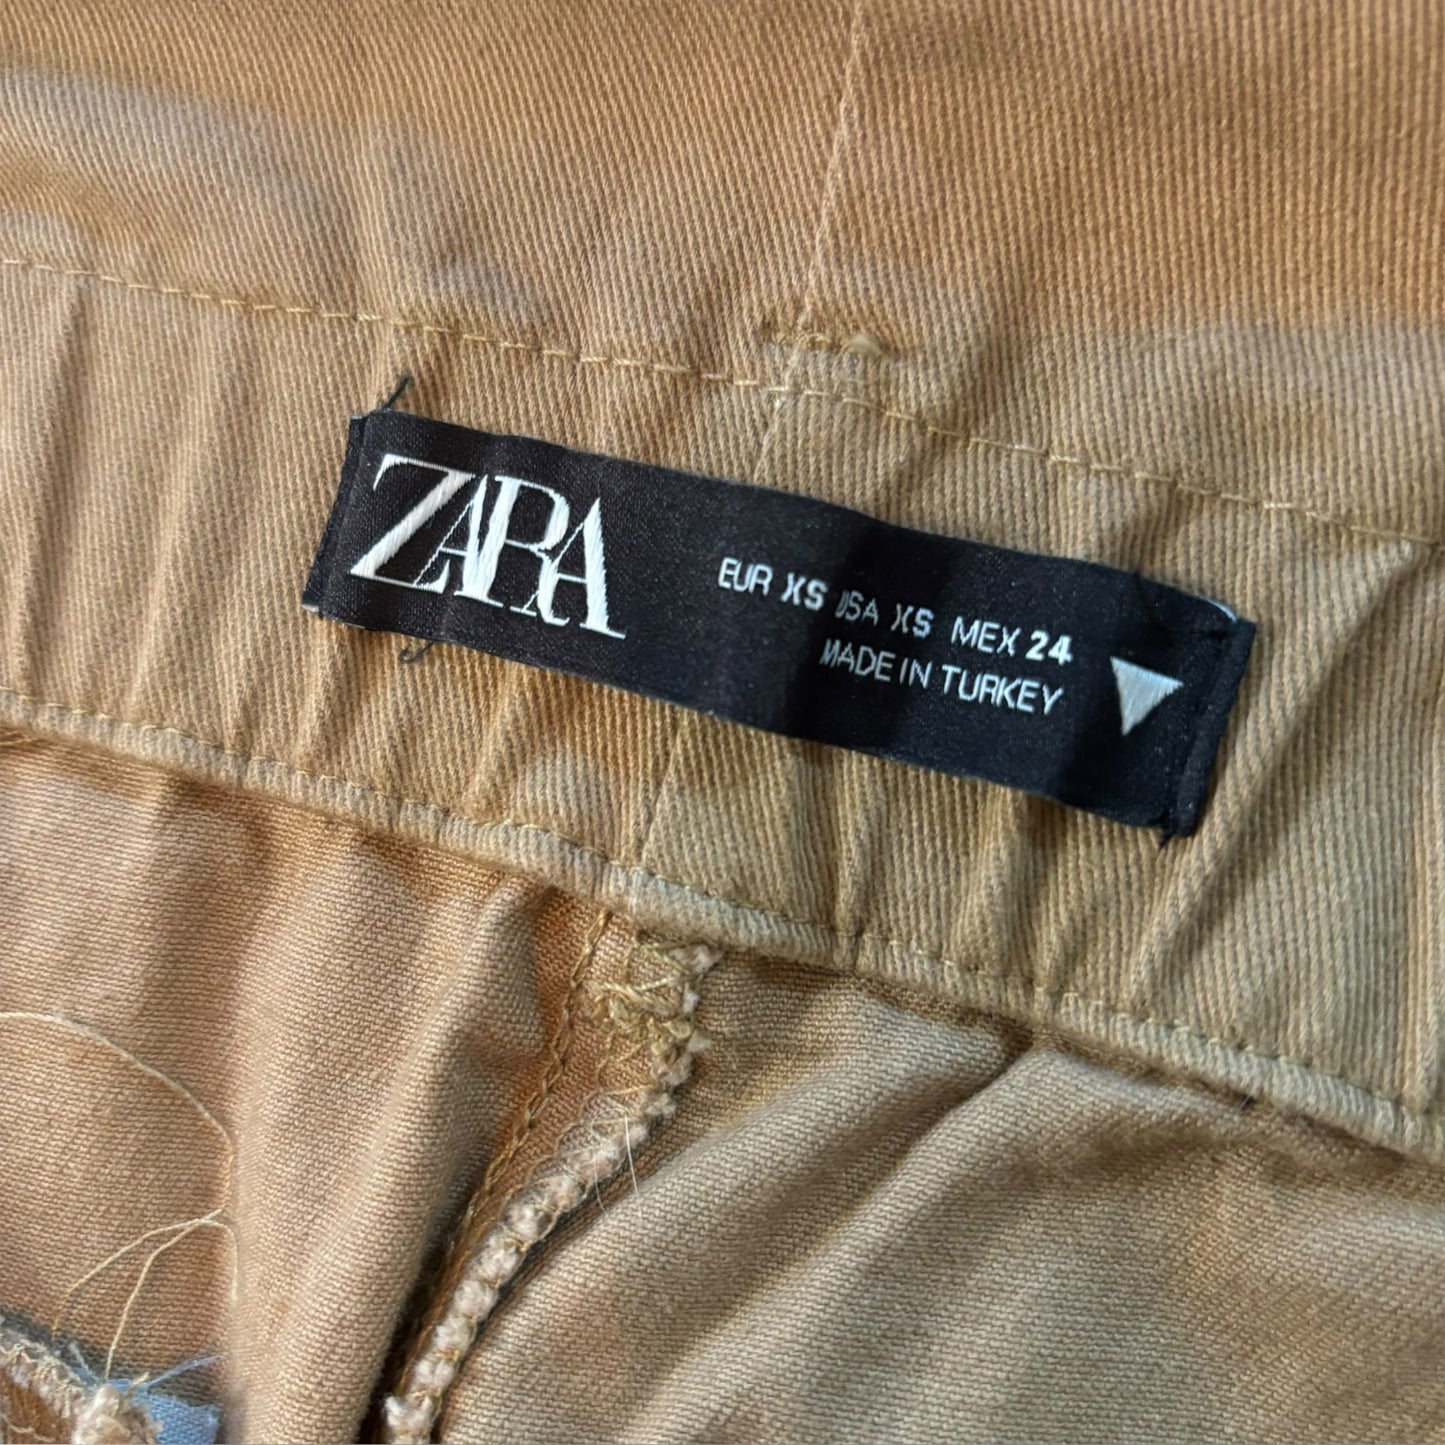 ZARA
EUR XS USA XS MEX 24
MADE IN TURKEY